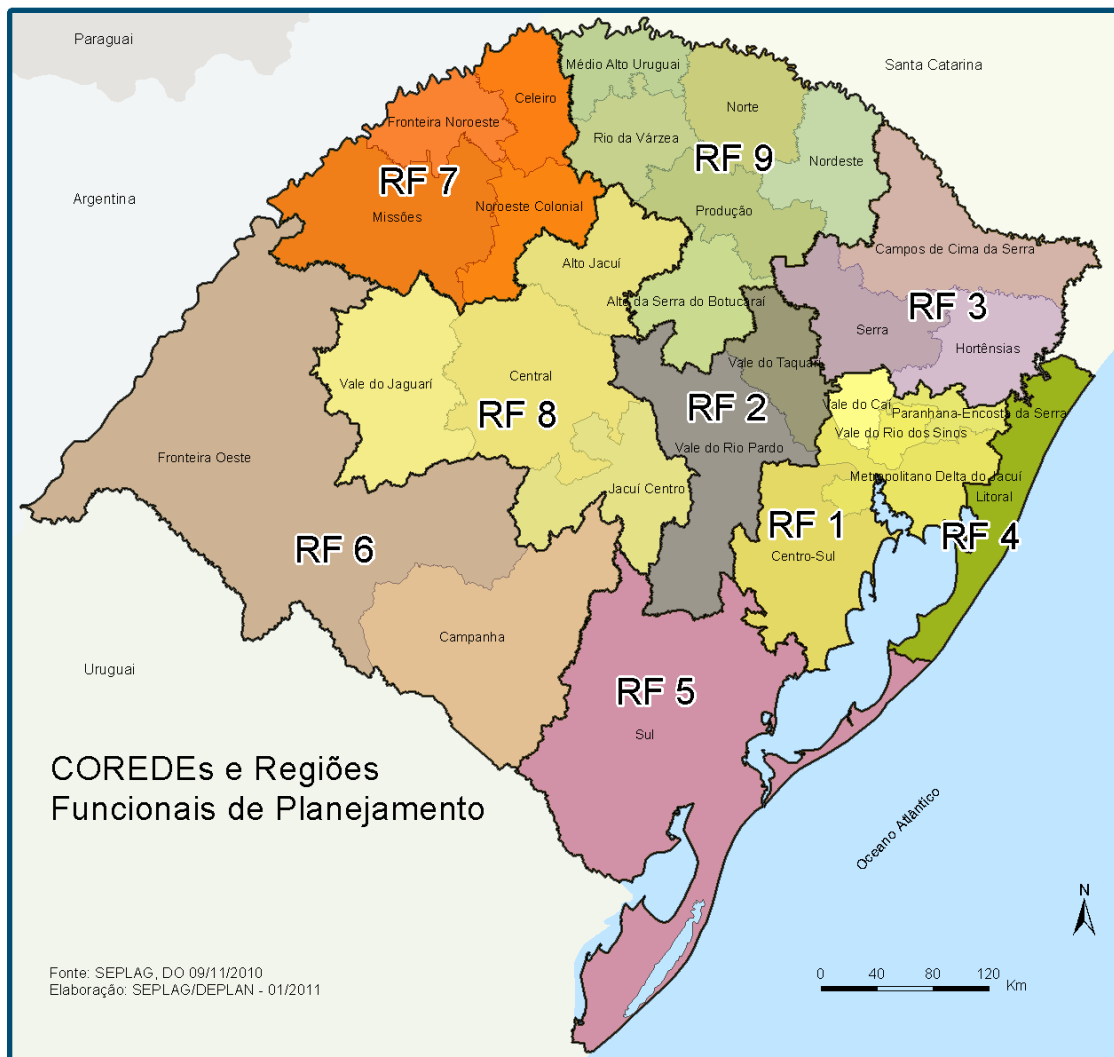 Paraguai
Santa Catarina
Argentina
Médio Alto Uruguai
Norte
Celeiro
Fronteira Noroeste
Rio da Várzea
RF 9
Nordeste
RF 7
Missões
Noroeste Colonial
Produção
Campos de Cima da Serra
Alto Jacuí
Alto da Serra do Botucaraí
RF 3
Serra
Hortênsias
Vale do Taquari
Vale do Jaguarí
Central
RF 8
RF 2
Vale do Caí
Paranhana-Encosta da Serra
Vale do Rio dos Sinos
Vale do Rio Pardo
Fronteira Oeste
Jacuí Centro
Metropolitano Delta do Jacuí
Litoral
RF 1
RF 4
Centro-Sul
RF 6
Campanha
Uruguai
RF 5
Sul
COREDEs e Regiões
Funcionais de Planejamento
Oceano Atlântico
N
Fonte: SEPLAG, DO 09/11/2010
Elaboração: SEPLAG/DEPLAN - 01/2011
0 40 80 120
Km